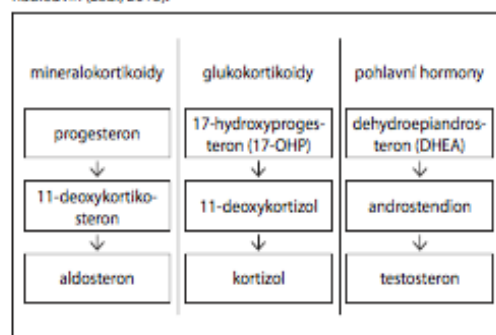 mineralokortikoidy
glukokortikoidy
pohlavní hormony
progesteron
17-hydroxyproges-
teron (17-OHP)
dehydroepiandros-
teron (DHEA)
11-deoxykortiko-
steron
11-deoxykortizol
androstendion
aldosteron
kortizol
testosteron